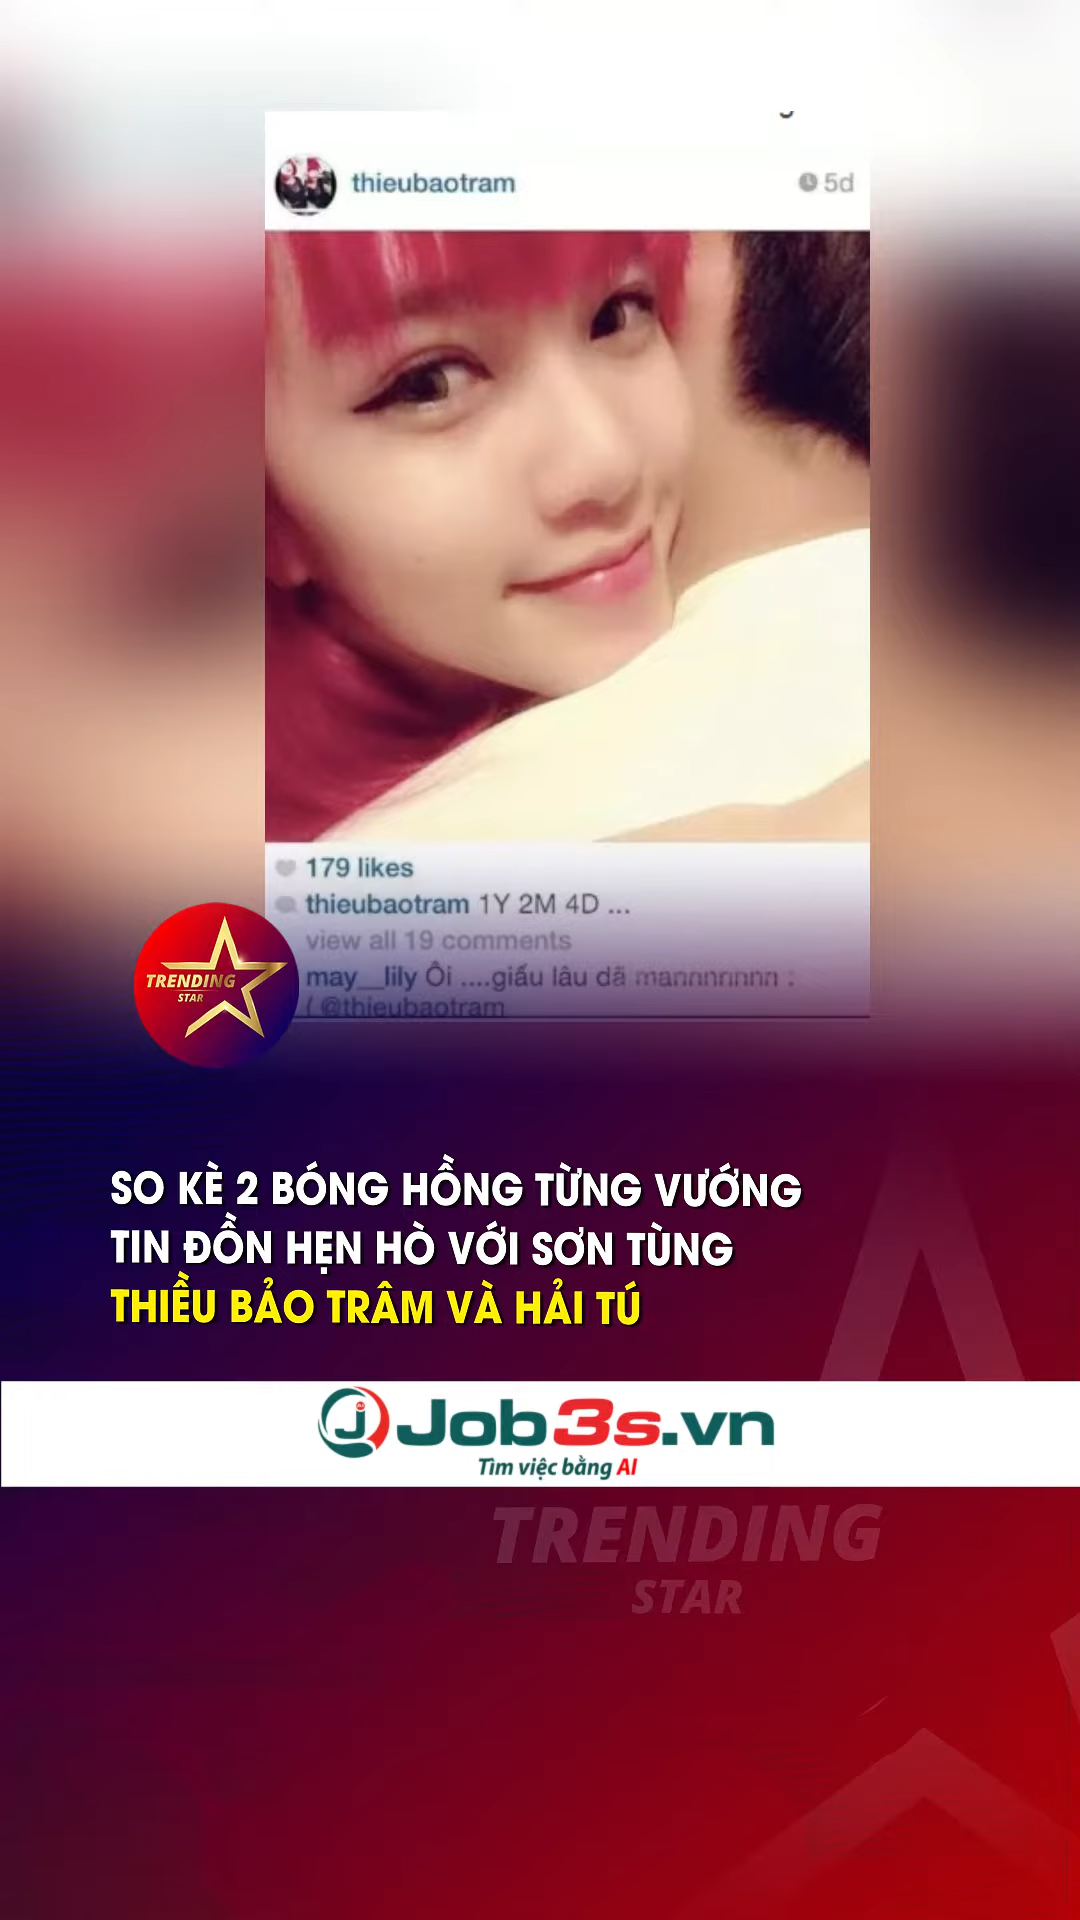 thieubaotram
5d
179 likes
thieubaotram 1Y 2M 4D ...
view all 19 comments
may__lily Ôi ....giấu lâu dã mannnrnnnn :
( @thieubaotram
TRENDING
STAR
SO KÈ 2 BÓNG HỒNG TỪNG VƯỚNG
TIN ĐỒN HẸN HÒ VỚI SƠN TÙNG
THIỀU BẢO TRÂM VÀ HẢI TÚ
Job3s.vn
Tìm việc bằng AI
TRENDING
STAR